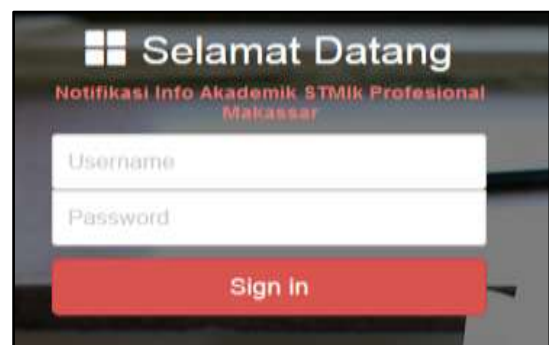 Selamat Datang
Notifikasi Info Akademik STMIk Profesional
Makassar
Username
Password
Sign in